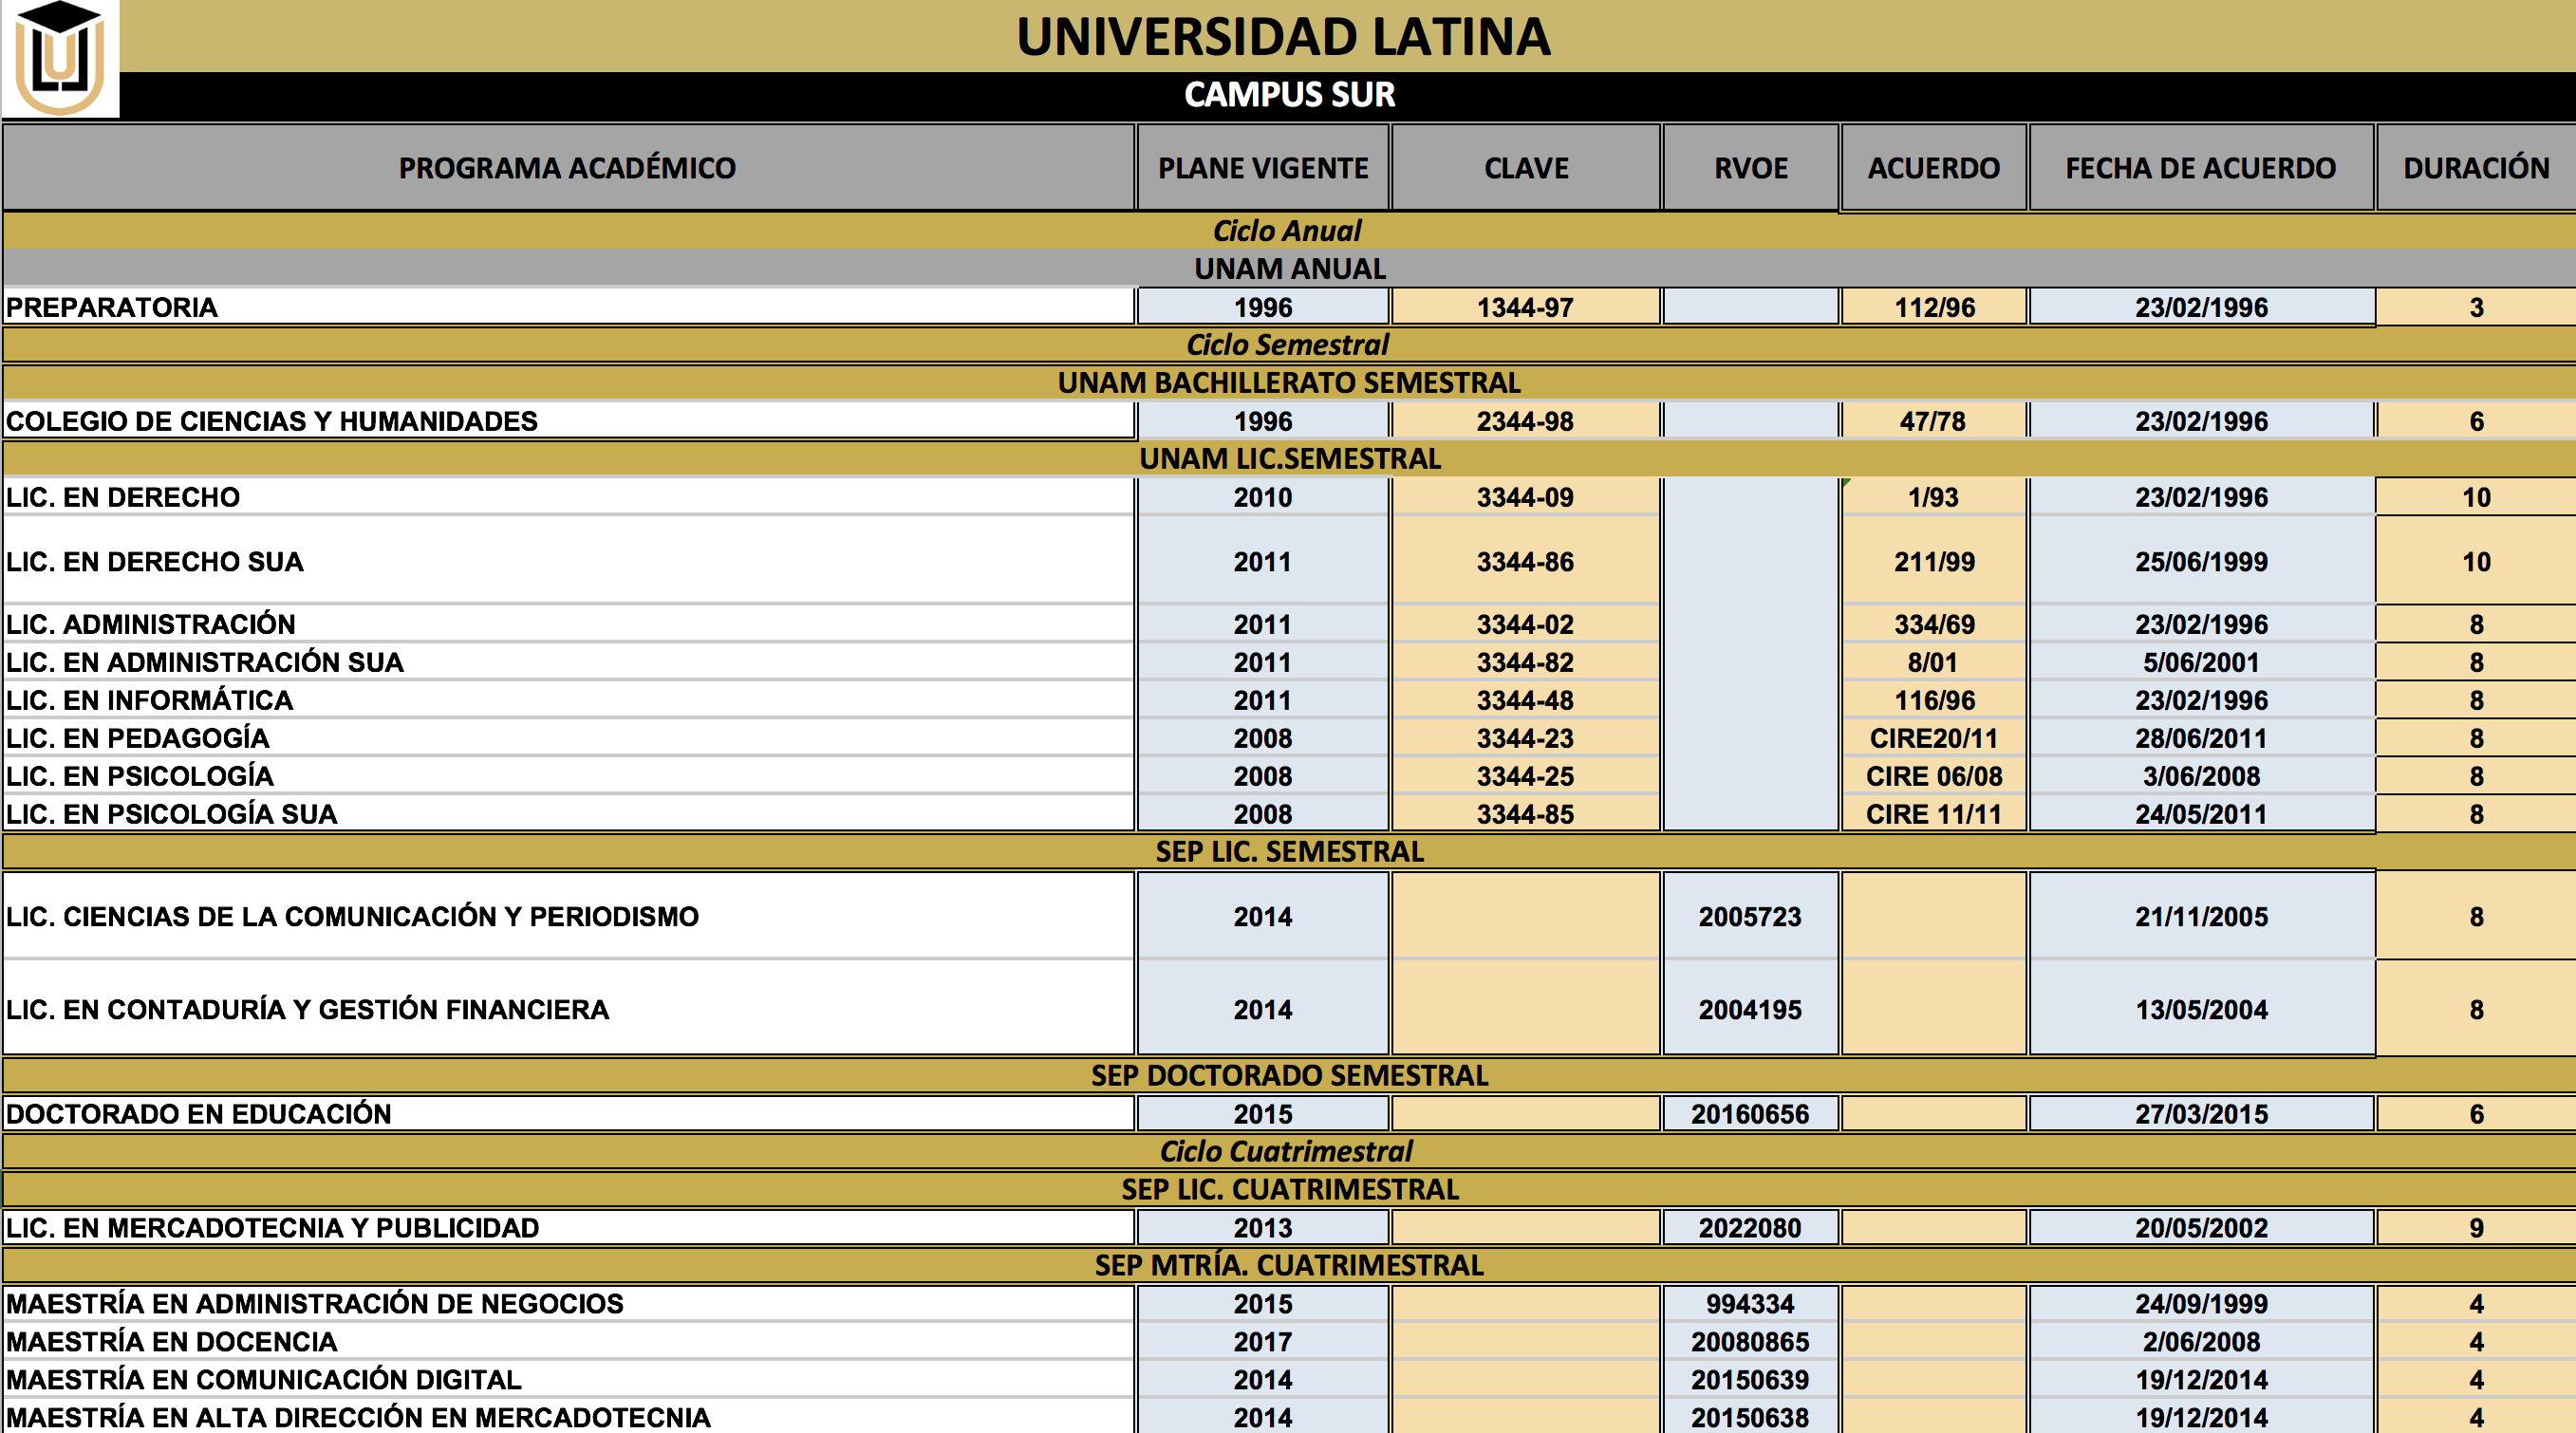 UNIVERSIDAD LATINA
CAMPUS SUR
PROGRAMA ACADÉMICO PLANE VIGENTE CLAVE RVOE ACUERDO FECHA DE ACUERDO DURACIÓN
Ciclo Anual
UNAM ANUAL
PREPARATORIA 1996 1344-97 112/96 23/02/1996 3
Ciclo Semestral
UNAM BACHILLERATO SEMESTRAL
COLEGIO DE CIENCIAS Y HUMANIDADES 1996 2344-98 47/78 23/02/1996 6
UNAM LIC.SEMESTRAL
LIC. EN DERECHO 2010 3344-09 1/93 23/02/1996 10
LIC. EN DERECHO SUA 2011 3344-86 211/99 25/06/1999 10
LIC. ADMINISTRACIÓN 2011 3344-02 334/69 23/02/1996 8
LIC. EN ADMINISTRACIÓN SUA 2011 3344-82 8/01 5/06/2001 8
LIC. EN INFORMÁTICA 2011 3344-48 116/96 23/02/1996 8
LIC. EN PEDAGOGÍA 2008 3344-23 CIRE20/11 28/06/2011 8
LIC. EN PSICOLOGÍA 2008 3344-25 CIRE 06/08 3/06/2008 8
LIC. EN PSICOLOGÍA SUA 2008 3344-85 CIRE 11/11 24/05/2011 8
SEP LIC. SEMESTRAL
LIC. CIENCIAS DE LA COMUNICACIÓN Y PERIODISMO 2014 2005723 21/11/2005 8
LIC. EN CONTADURÍA Y GESTIÓN FINANCIERA 2014 2004195 13/05/2004 8
SEP DOCTORADO SEMESTRAL
DOCTORADO EN EDUCACIÓN 2015 20160656 27/03/2015 6
Ciclo Cuatrimestral
SEP LIC. CUATRIMESTRAL
LIC. EN MERCADOTECNIA Y PUBLICIDAD 2013 2022080 20/05/2002 9
SEP MTRÍA. CUATRIMESTRAL
MAESTRÍA EN ADMINISTRACIÓN DE NEGOCIOS 2015 994334 24/09/1999 4
MAESTRÍA EN DOCENCIA 2017 20080865 2/06/2008 4
MAESTRÍA EN COMUNICACIÓN DIGITAL 2014 20150639 19/12/2014 4
MAESTRÍA EN ALTA DIRECCIÓN EN MERCADOTECNIA 2014 20150638 19/12/2014 4